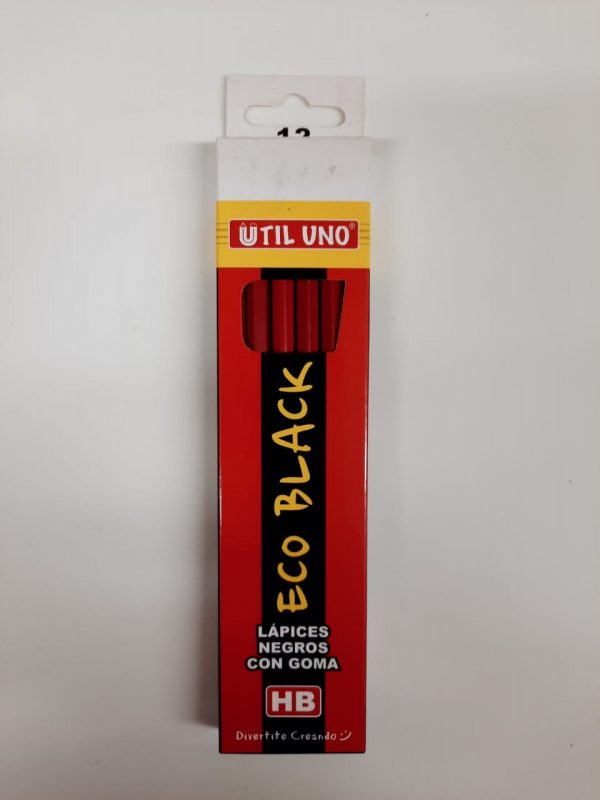 12
ÚTIL UNO®
ECO BLACK
LÁPICES
NEGROS
CON GOMA
HB
Divertite Creando